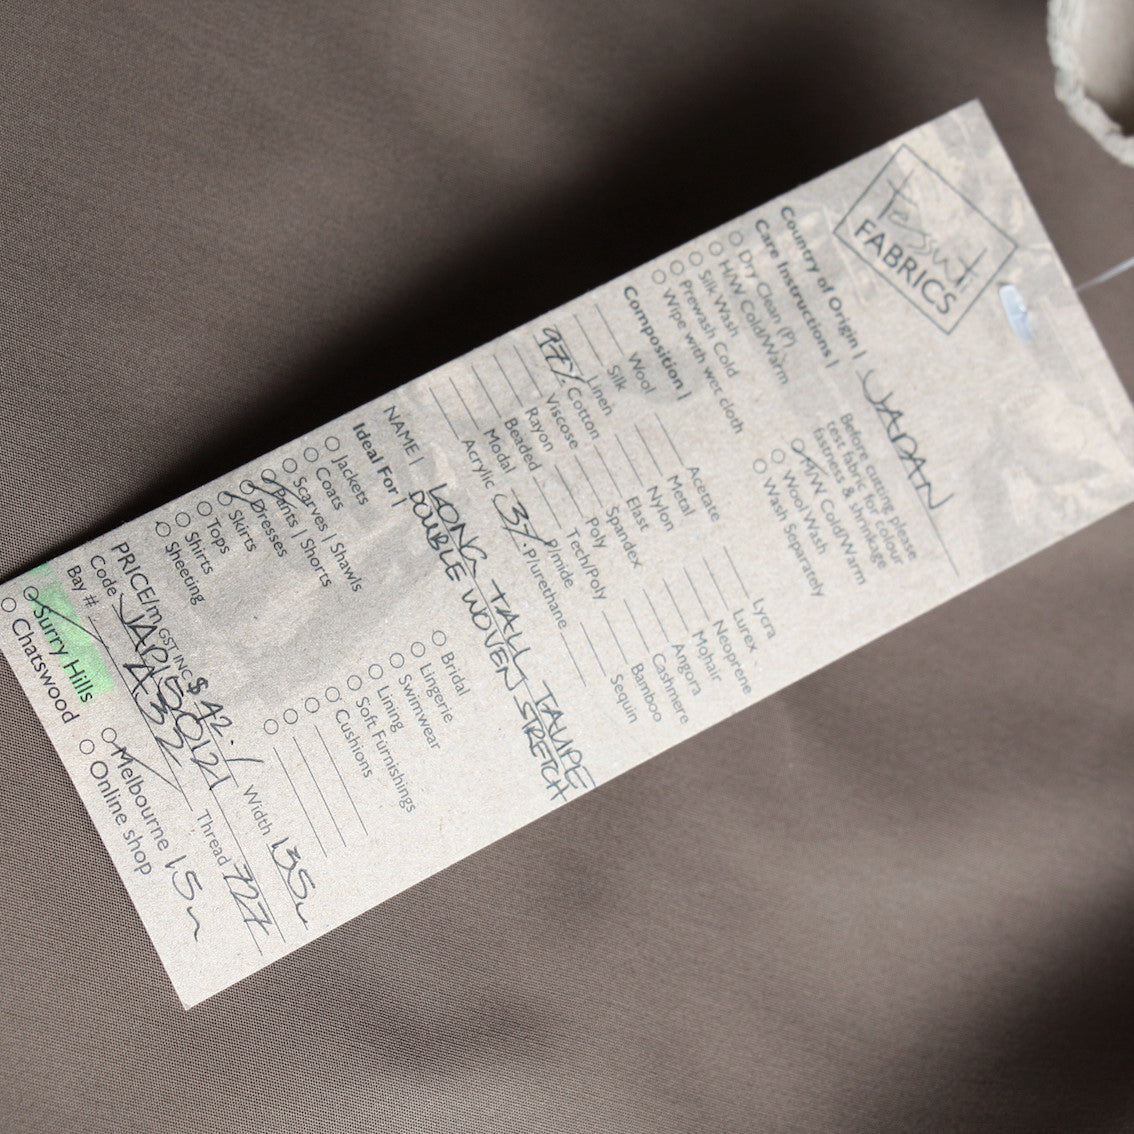 Tessuti
FABRICS
Country of Origin | JAPAN
Care Instructions |
Before cutting please
test fabric for colour
fastness & shrinkage
Dry Clean (P)
H/W Cold/Warm
Silk Wash
Prewash Cold
Wipe with wet cloth
H/W Cold/Warm
Wool Wash
Wash Separately
Composition |
Wool
Silk
Linen
97% Cotton
Viscose
Rayon
Beaded
Modal
Acrylic
Acetate
Metal
Nylon
Elast
Spandex
Poly
Tech/Poly
P/mide
3% P/urethane
Lycra
Lurex
Neoprene
Mohair
Angora
Cashmere
Bamboo
Sequin
NAME | LONG TALL TAUPE
DOUBLE WOVEN STRETCH
Ideal For |
Jackets
Coats
Scarves | Shawls
Pants | Shorts
Dresses
Skirts
Tops
Shirts
Sheeting
Bridal
Lingerie
Swimwear
Lining
Soft Furnishings
Cushions
PRICE/m GST INC $42.- Width 135
Code JAP150121 Thread 727
Bay # A32
Surry Hills
Chatswood
Melbourne 15
Online shop